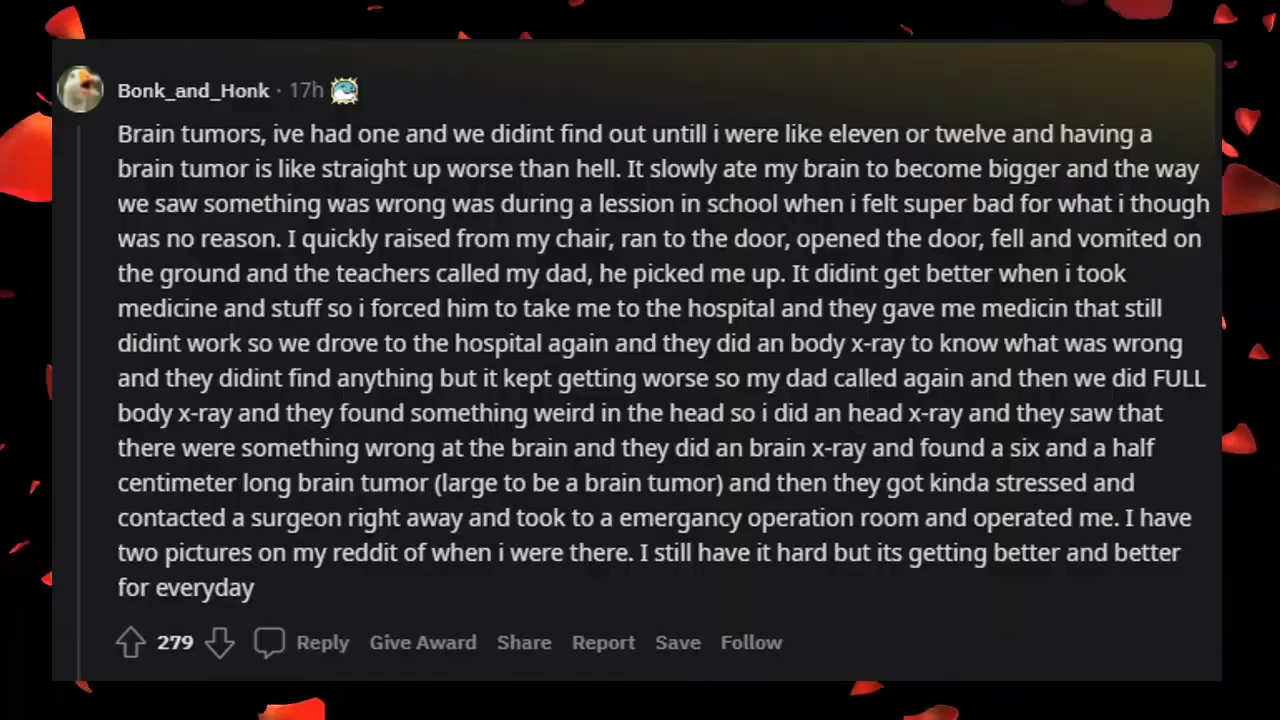 Bonk_and_Honk · 17h
Brain tumors, ive had one and we didint find out untill i were like eleven or twelve and having a
brain tumor is like straight up worse than hell. It slowly ate my brain to become bigger and the way
we saw something was wrong was during a lession in school when i felt super bad for what i though
was no reason. I quickly raised from my chair, ran to the door, opened the door, fell and vomited on
the ground and the teachers called my dad, he picked me up. It didint get better when i took
medicine and stuff so i forced him to take me to the hospital and they gave me medicin that still
didint work so we drove to the hospital again and they did an body x-ray to know what was wrong
and they didint find anything but it kept getting worse so my dad called again and then we did FULL
body x-ray and they found something weird in the head so i did an head x-ray and they saw that
there were something wrong at the brain and they did an brain x-ray and found a six and a half
centimeter long brain tumor (large to be a brain tumor) and then they got kinda stressed and
contacted a surgeon right away and took to a emergancy operation room and operated me. I have
two pictures on my reddit of when i were there. I still have it hard but its getting better and better
for everyday
279 Reply Give Award Share Report Save Follow